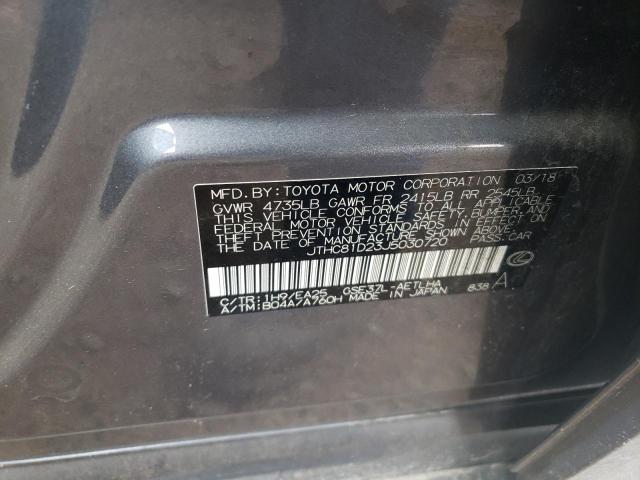 MFD.BY:TOYOTA MOTOR CORPORATION 03/18
GVWR 4735LB GAWR FR 2415LB RR 2545LB
THIS VEHICLE CONFORMS TO ALL APPLICABLE
FEDERAL MOTOR VEHICLE SAFETY, BUMPER, AND
THEFT PREVENTION STANDARDS IN EFFECT ON
THE DATE OF MANUFACTURE SHOWN ABOVE.
JTHC81D23J5030720 PASS.CAR
C/TR:1H9/EA25 GSE37L-AETLHA
A/TM:B04A/A760H MADE IN JAPAN 838 A